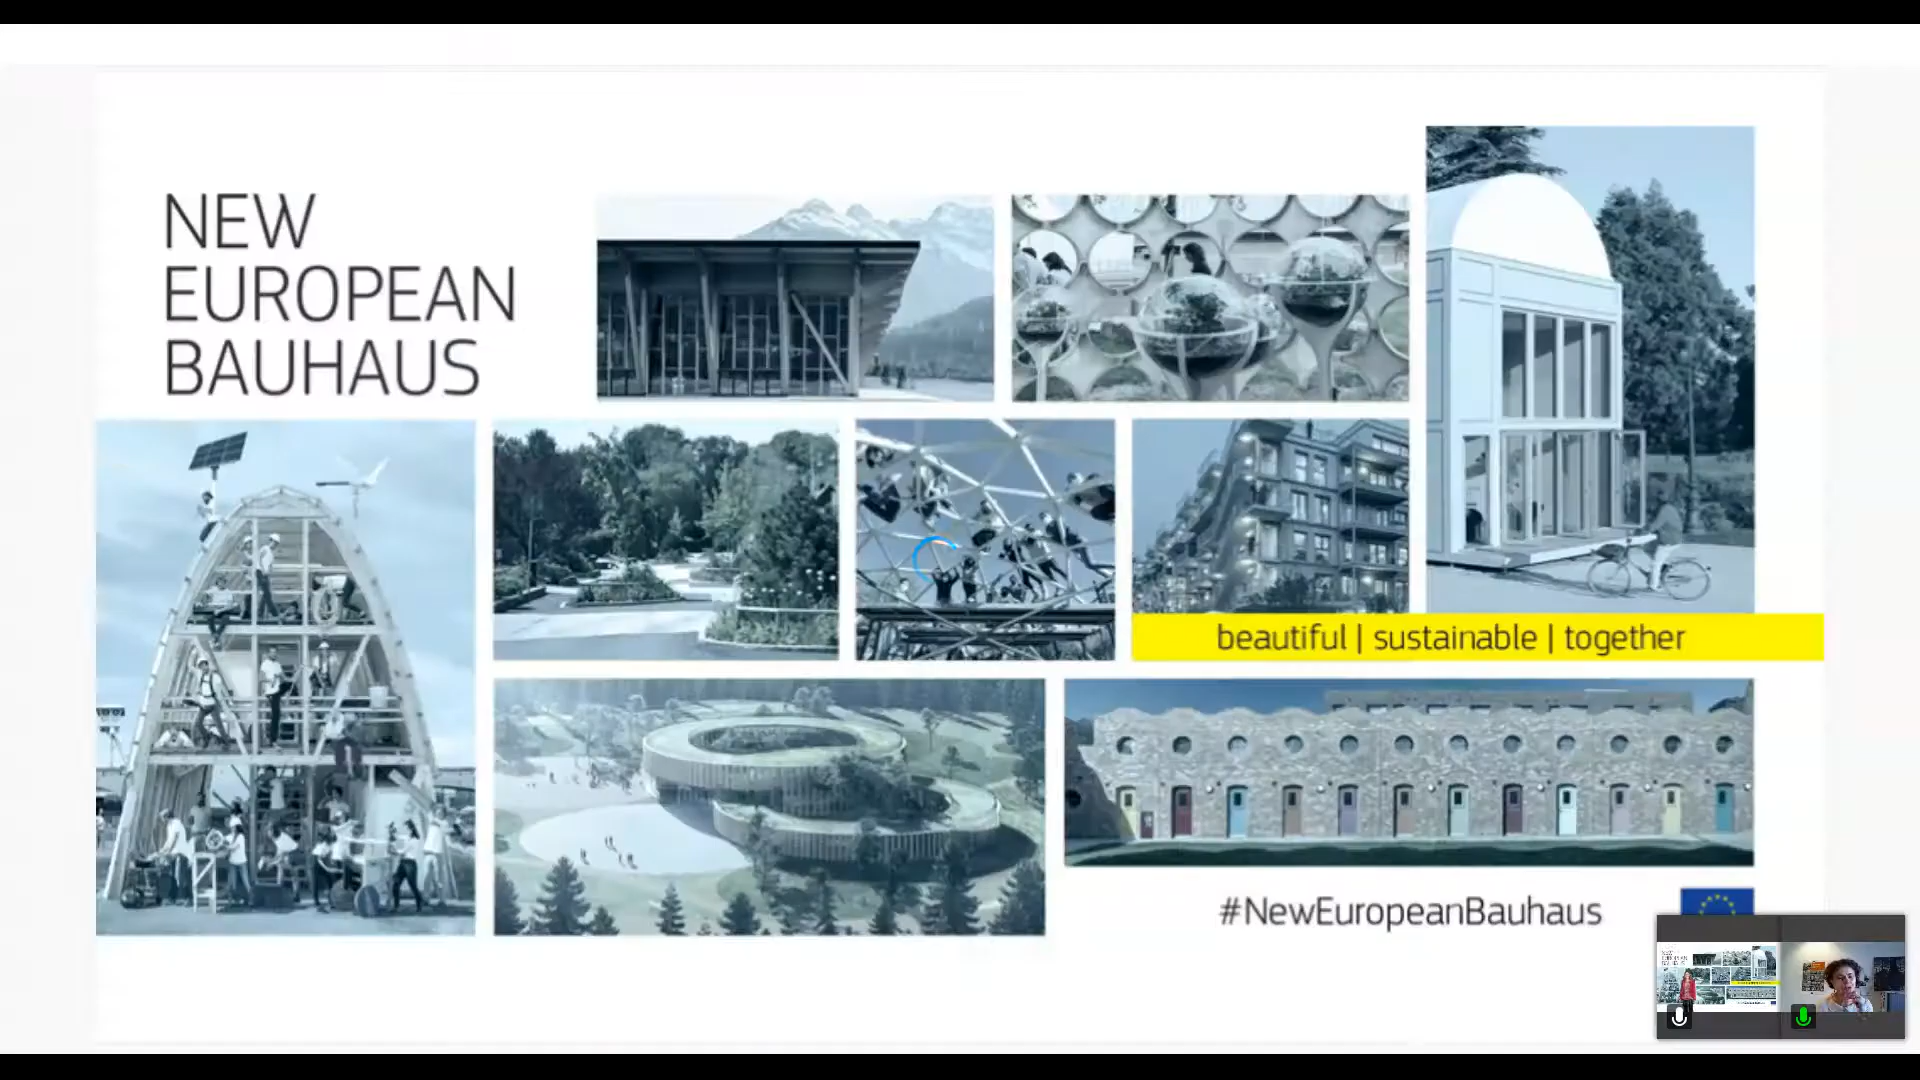 NEW
EUROPEAN
BAUHAUS
beautiful | sustainable | together
#NewEuropeanBauhaus